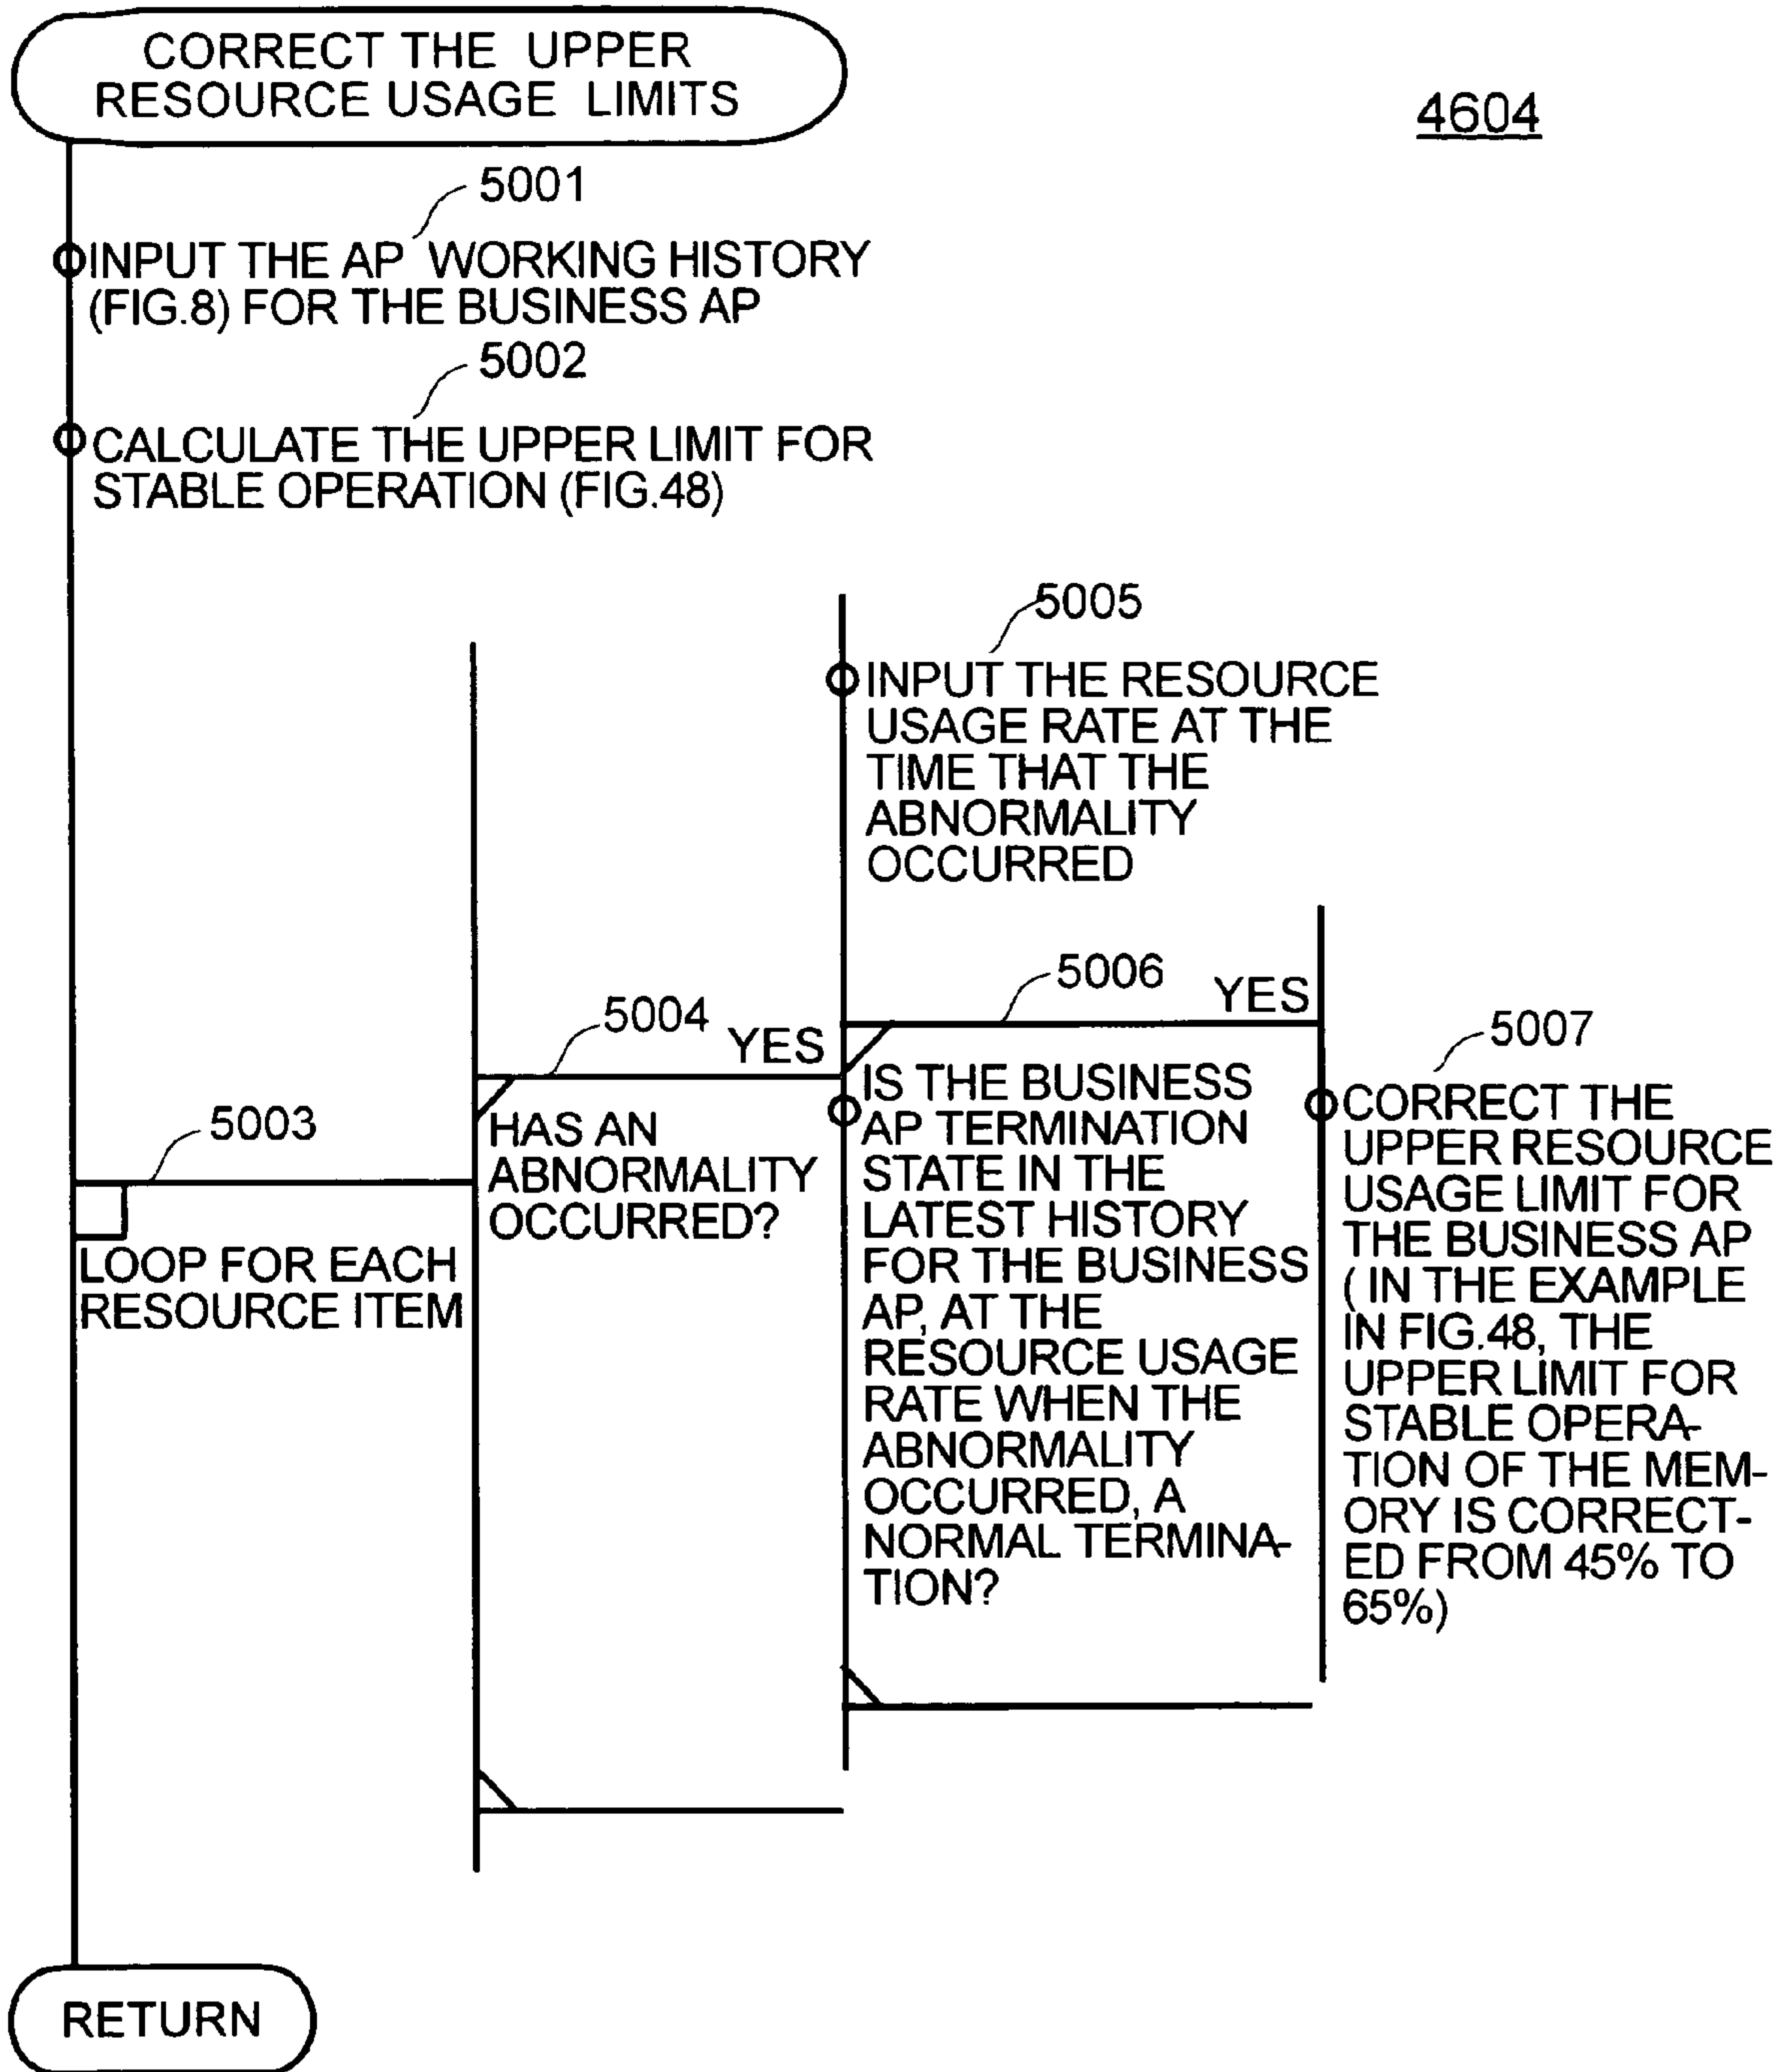 CORRECT THE UPPER
RESOURCE USAGE LIMITS
4604
5001
INPUT THE AP WORKING HISTORY
(FIG.8) FOR THE BUSINESS AP
5002
CALCULATE THE UPPER LIMIT FOR
STABLE OPERATION (FIG.48)
5003
LOOP FOR EACH
RESOURCE ITEM
5004
YES
HAS AN
ABNORMALITY
OCCURRED?
5005
INPUT THE RESOURCE
USAGE RATE AT THE
TIME THAT THE
ABNORMALITY
OCCURRED
5006
YES
IS THE BUSINESS
AP TERMINATION
STATE IN THE
LATEST HISTORY
FOR THE BUSINESS
AP, AT THE
RESOURCE USAGE
RATE WHEN THE
ABNORMALITY
OCCURRED, A
NORMAL TERMINA-
TION?
5007
CORRECT THE
UPPER RESOURCE
USAGE LIMIT FOR
THE BUSINESS AP
( IN THE EXAMPLE
IN FIG.48, THE
UPPER LIMIT FOR
STABLE OPERA-
TION OF THE MEM-
ORY IS CORRECT-
ED FROM 45% TO
65%)
RETURN